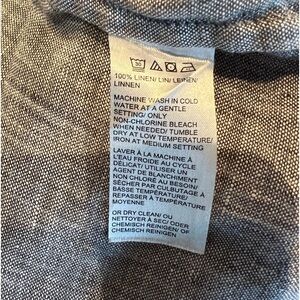 100% LINEN/ LIN/ LEINEN/
LINNEN
MACHINE WASH IN COLD
WATER AT A GENTLE
SETTING/ ONLY
NON-CHLORINE BLEACH
WHEN NEEDED/ TUMBLE
DRY AT LOW TEMPERATURE/
IRON AT MEDIUM SETTING
LAVER À LA MACHINE À
L'EAU FROIDE AU CYCLE
DÉLICAT/ UTILISER UN
AGENT DE BLANCHIMENT
NON CHLORÉ AU BESOIN/
SÉCHER PAR CULBUTAGE À
BASSE TEMPÉRATURE/
REPASSER À TEMPÉRATURE
MOYENNE
OR DRY CLEAN/ OU
NETTOYER À SEC/ ODER
CHEMISCH REINIGEN/ OF
CHEMISCH REINIGEN